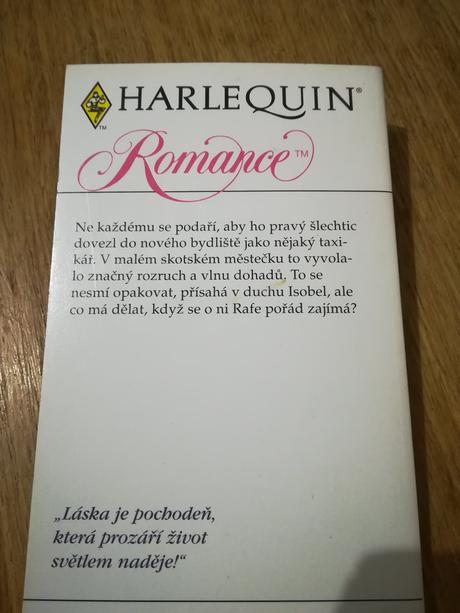 HARLEQUIN®
™
Romance™
Ne každému se podaří, aby ho pravý šlechtic
dovezl do nového bydliště jako nějaký taxi-
kář. V malém skotském městečku to vyvola-
lo značný rozruch a vlnu dohadů. To se
nesmí opakovat, přísahá v duchu Isobel, ale
co má dělat, když se o ni Rafe pořád zajímá?
„Láska je pochodeň,
která prozáří život
světlem naděje!“